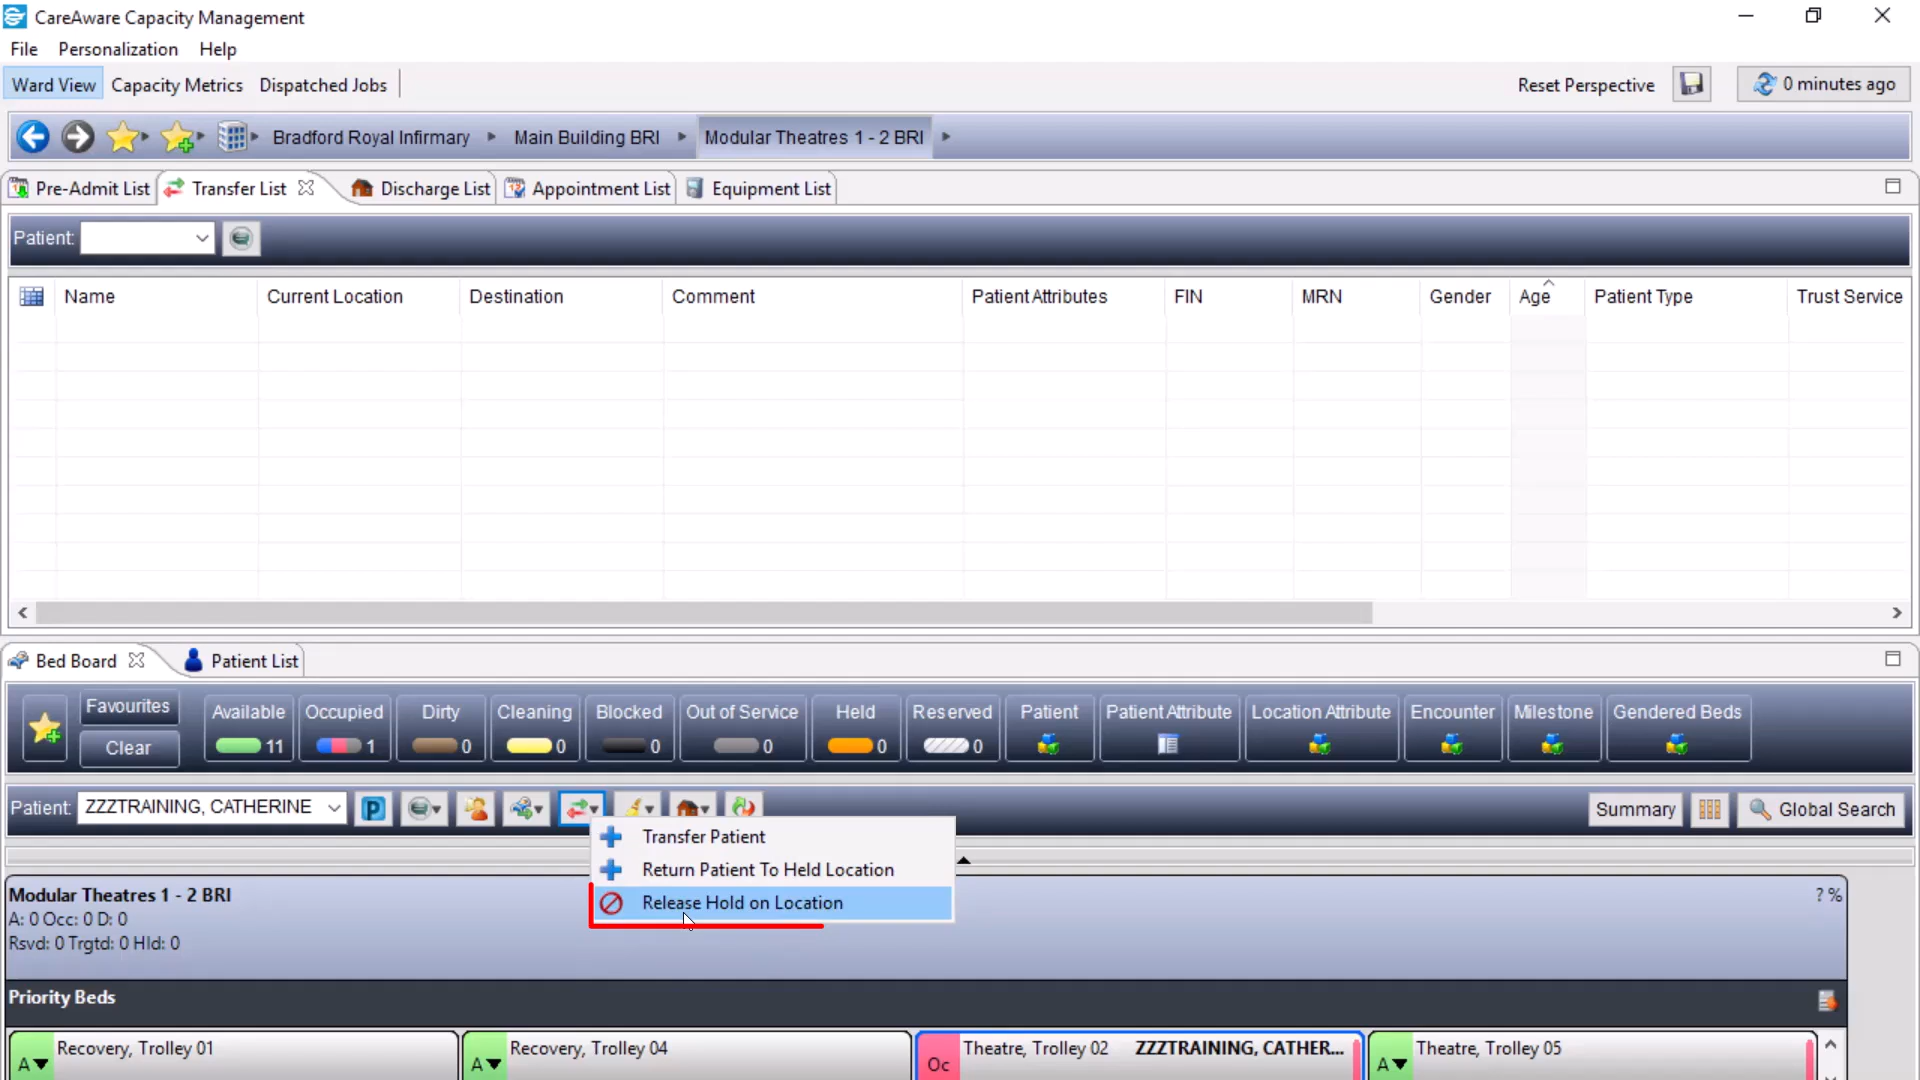 CareAware Capacity Management
File Personalization Help
Ward View Capacity Metrics Dispatched Jobs Reset Perspective 0 minutes ago
Bradford Royal Infirmary Main Building BRI Modular Theatres 1 - 2 BRI
Pre-Admit List Transfer List Discharge List Appointment List Equipment List
Patient:
Name Current Location Destination Comment Patient Attributes FIN MRN Gender Age Patient Type Trust Service
Bed Board Patient List
Favourites Available Occupied Dirty Cleaning Blocked Out of Service Held Reserved Patient Patient Attribute Location Attribute Encounter Milestone Gendered Beds
Clear 11 1 0 0 0 0 0 0
Patient: ZZZTRAINING, CATHERINE P Summary Global Search
Transfer Patient
Return Patient To Held Location
Release Hold on Location
Modular Theatres 1 - 2 BRI ? %
A: 0 Occ: 0 D: 0
Rsvd: 0 Trgtd: 0 Hld: 0
Priority Beds
A Recovery, Trolley 01 A Recovery, Trolley 04 Oc Theatre, Trolley 02 ZZZTRAINING, CATHER... A Theatre, Trolley 05